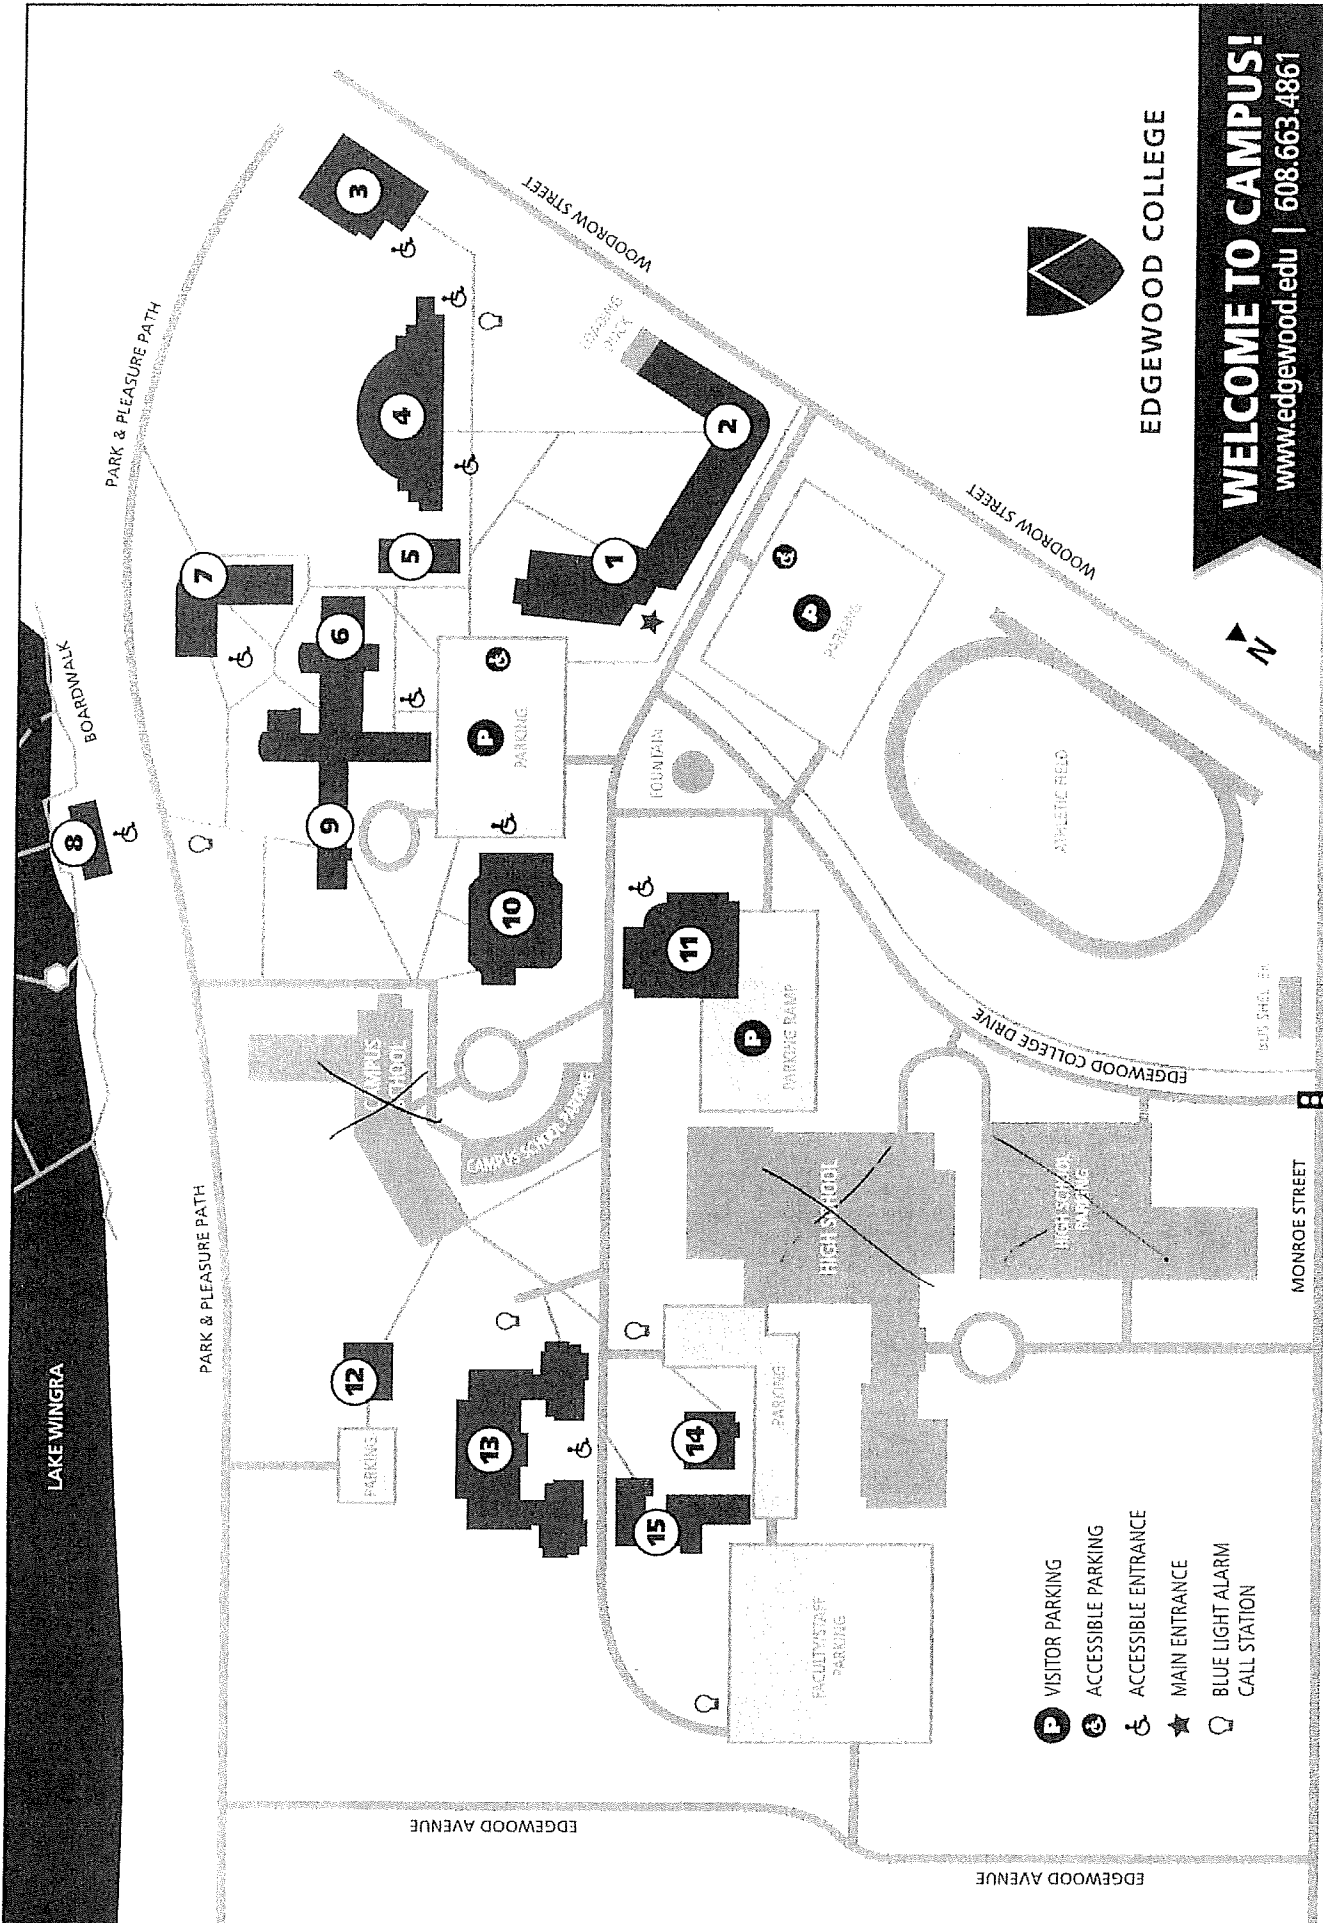 WELCOME TO CAMPUS!
www.edgewood.edu | 608.663.4861
EDGEWOOD COLLEGE
N
LAKE WINGRA
BOARDWALK
PARK & PLEASURE PATH
PARK & PLEASURE PATH
WOODROW STREET
WOODROW STREET
EDGEWOOD COLLEGE DRIVE
MONROE STREET
EDGEWOOD AVENUE
EDGEWOOD AVENUE
LOADING
DOCK
FOUNTAIN
ATHLETIC FIELD
BUS SHELTER
P
PARKING
P
PARKING
P
PARKING RAMP
CAMPUS
SCHOOL
CAMPUS SCHOOL PARKING
HIGH SCHOOL
HIGH SCHOOL
PARKING
PARKING
PARKING
FACULTY/STAFF
PARKING
1
2
3
4
5
6
7
8
9
10
11
12
13
14
15
P VISITOR PARKING
ACCESSIBLE PARKING
ACCESSIBLE ENTRANCE
MAIN ENTRANCE
BLUE LIGHT ALARM
CALL STATION